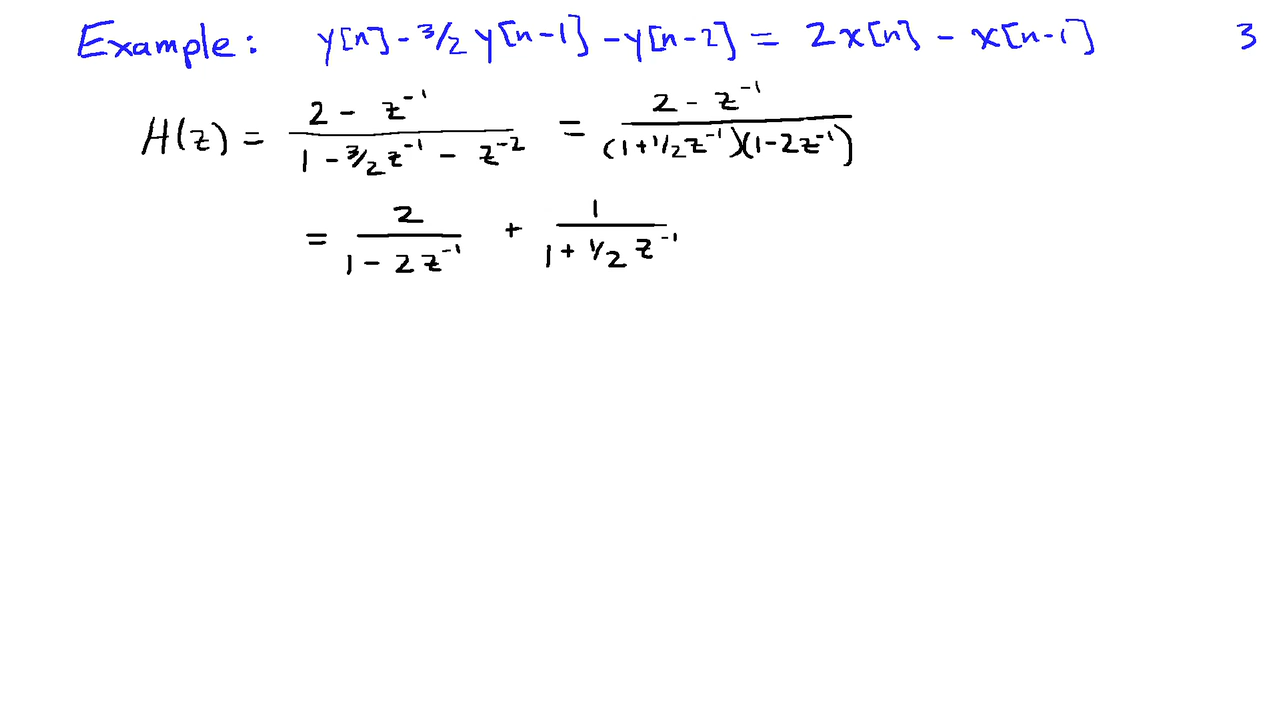 Example: y[n] - 3/2 y[n-1] - y[n-2] = 2x[n] - x[n-1] 3
H(z) = (2 - z⁻¹)/(1 - 3/2 z⁻¹ - z⁻²) = (2 - z⁻¹)/((1+1/2z⁻¹)(1-2z⁻¹))
= 2/(1 - 2z⁻¹) + 1/(1 + 1/2 z⁻¹)